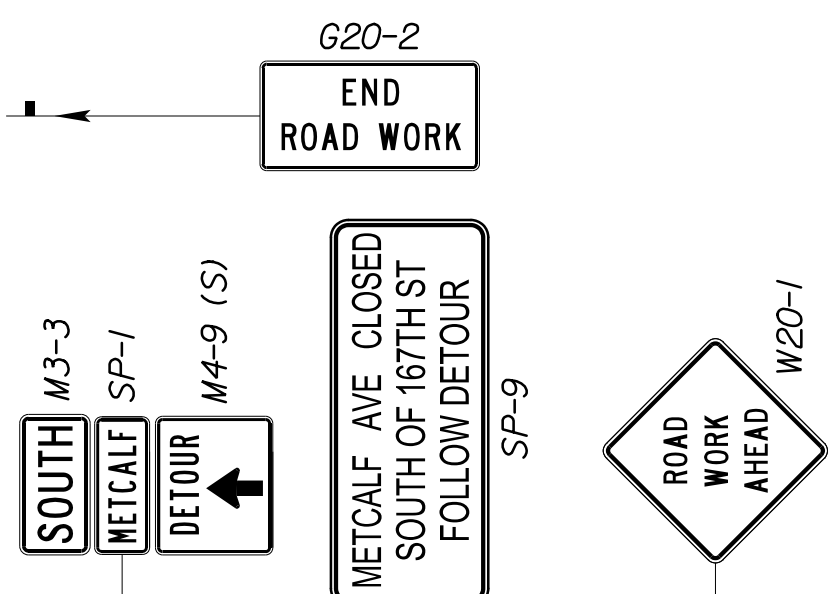 G20-2
END
ROAD WORK
M3-3
SOUTH
SP-1
METCALF
M4-9 (S)
DETOUR
METCALF AVE CLOSED
SOUTH OF 167TH ST
FOLLOW DETOUR
SP-9
ROAD
WORK
AHEAD
W20-1